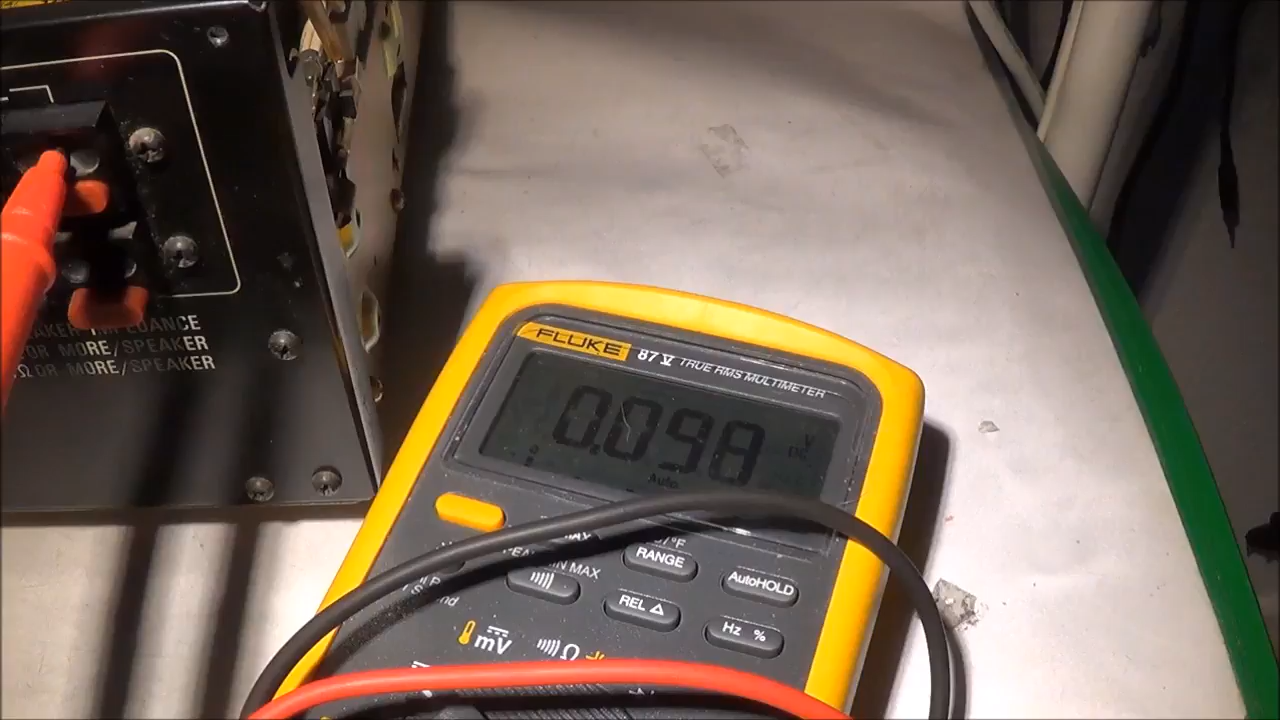 AKER IMPEDANCE
OR MORE/SPEAKER
Ω OR MORE/SPEAKER
FLUKE 87 V TRUE RMS MULTIMETER
0.098 V DC
Auto
RANGE
MIN MAX
AutoHOLD
REL Δ
Hz %
mV
Ω